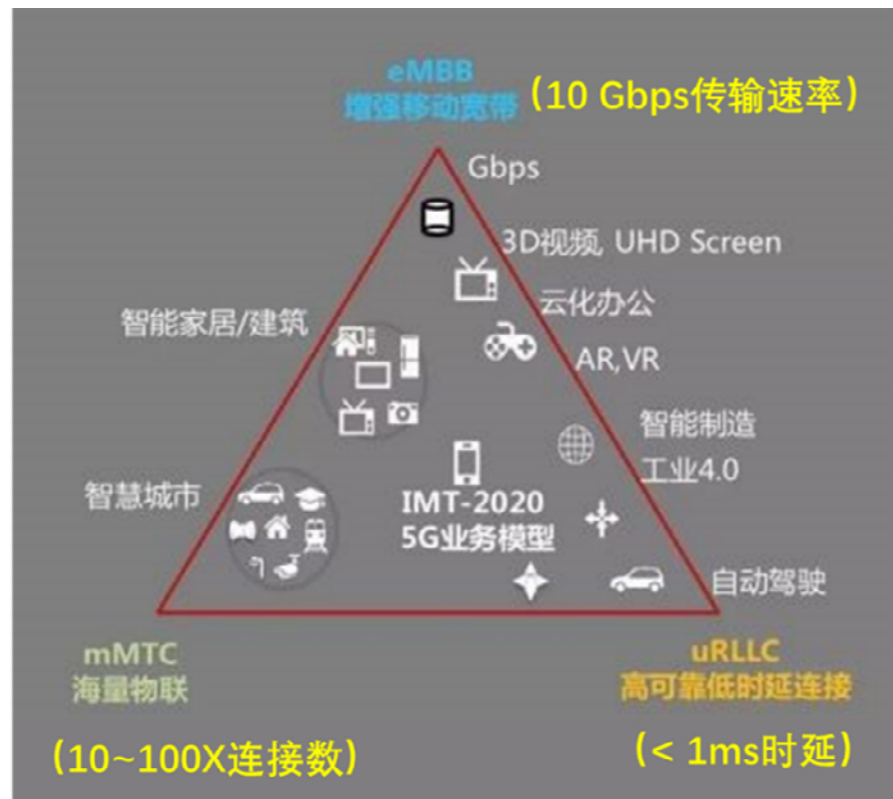 eMBB
增强移动宽带
(10 Gbps传输速率)
Gbps
3D视频, UHD Screen
云化办公
智能家居/建筑
AR,VR
智能制造
工业4.0
智慧城市
IMT-2020
5G业务模型
自动驾驶
mMTC
海量物联
uRLLC
高可靠低时延连接
(10~100X连接数)
(< 1ms时延)